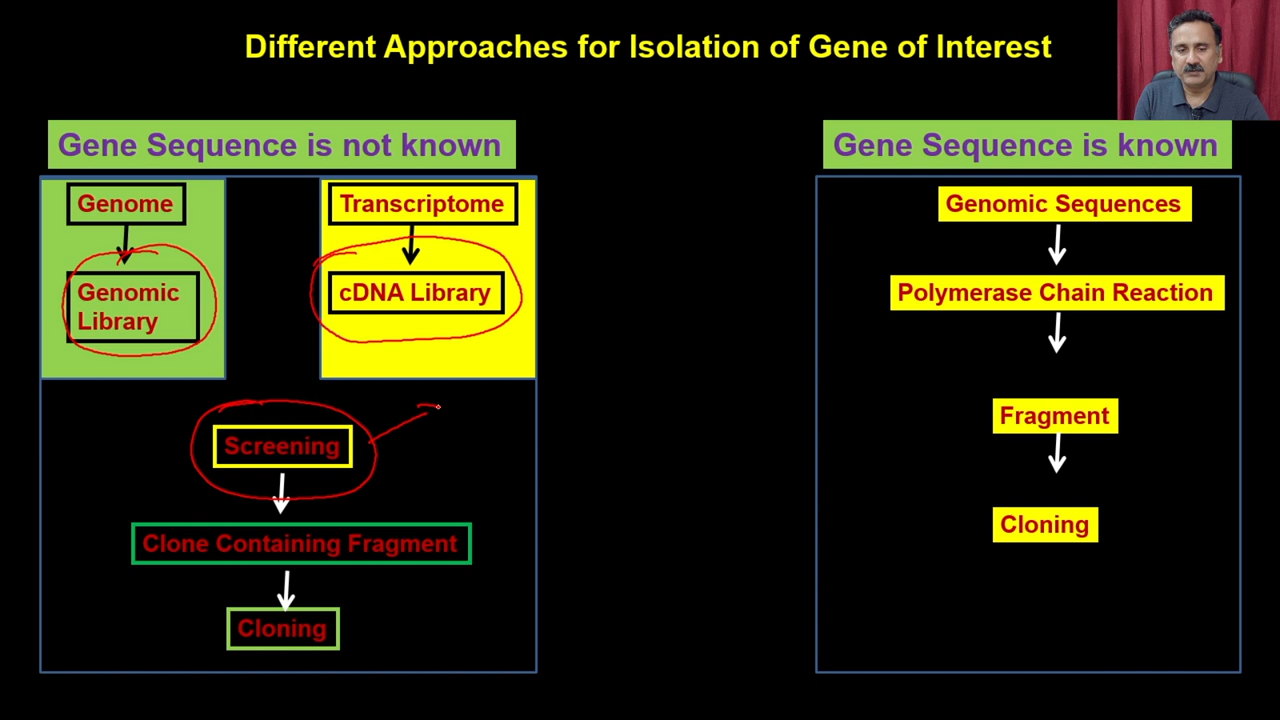 Different Approaches for Isolation of Gene of Interest
Gene Sequence is not known
Genome
Transcriptome
Genomic
Library
cDNA Library
Screening
Clone Containing Fragment
Cloning
Gene Sequence is known
Genomic Sequences
Polymerase Chain Reaction
Fragment
Cloning